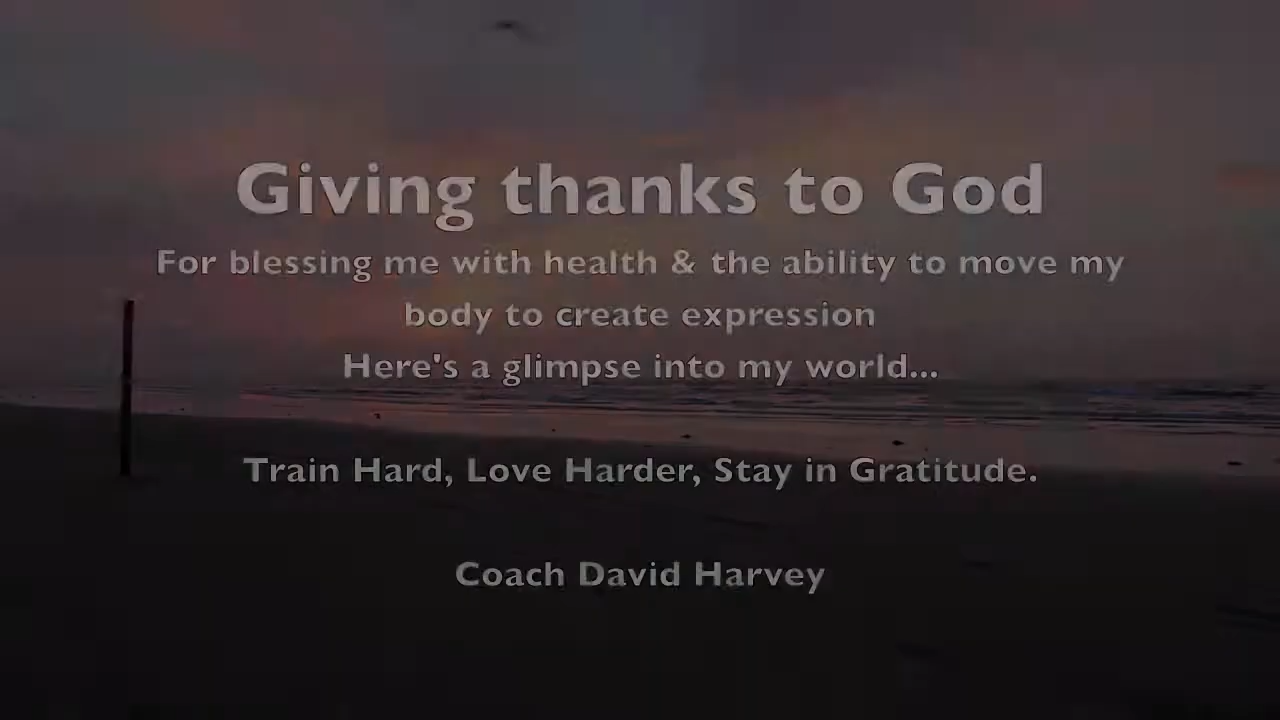 Giving thanks to God
For blessing me with health & the ability to move my
body to create expression
Here's a glimpse into my world...
Train Hard, Love Harder, Stay in Gratitude.
Coach David Harvey